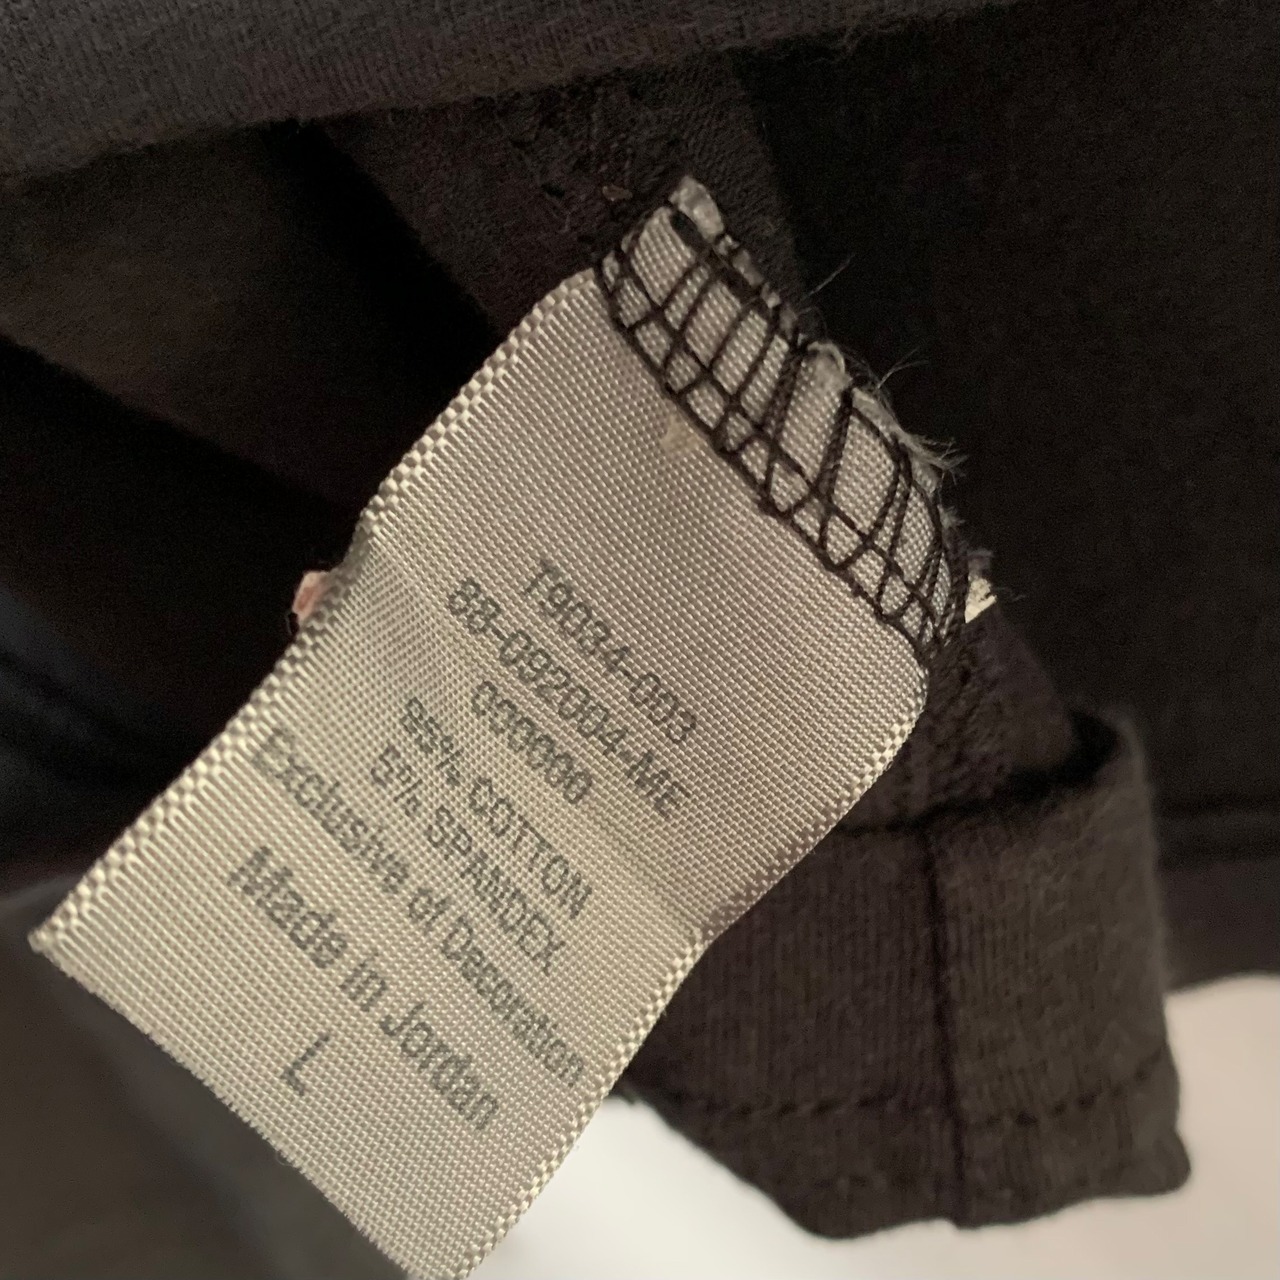 T9034-003
88-092004-ME
000000
95% COTTON
5% SPANDEX
Exclusive of Decoration
Made in Jordan
L